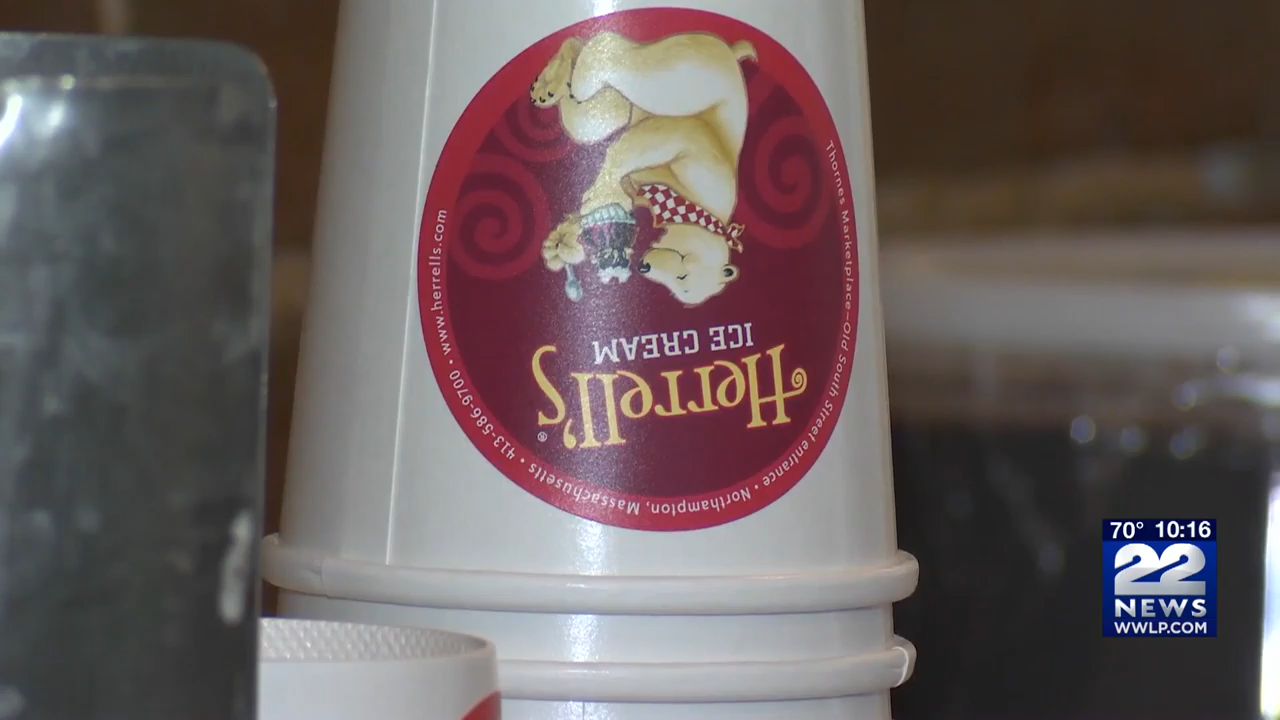 Herrell's®
ICE CREAM
Northampton, Massachusetts • 413-586-9700 • www.herrells.com
Thornes Marketplace—Old South Street entrance •
70° 10:16
22
NEWS
WWLP.COM